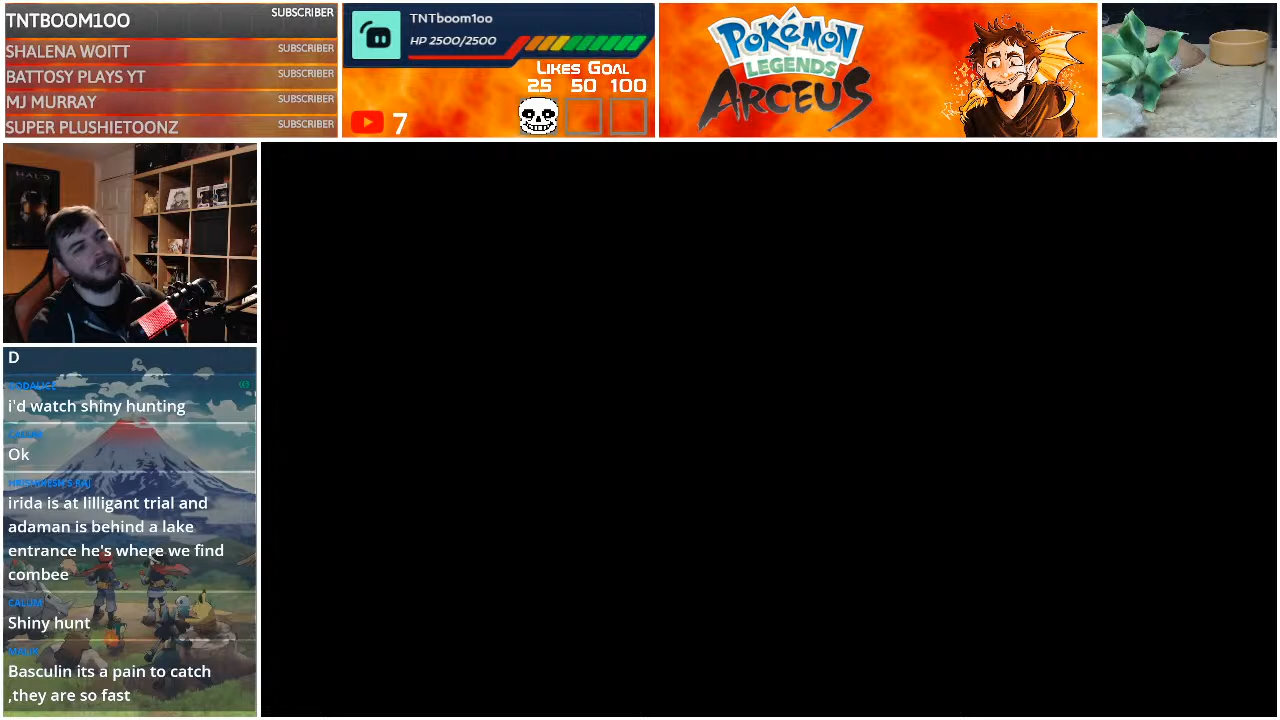 TNTBOOM1OO
SUBSCRIBER
SHALENA WOITT
SUBSCRIBER
BATTOSY PLAYS YT
SUBSCRIBER
MJ MURRAY
SUBSCRIBER
SUPER PLUSHIETOONZ
SUBSCRIBER
TNTboom1oo
HP 2500/2500
LIKES GOAL
25 50 100
7
POKéMON
LEGENDS
ARCEUS
HALO
D
i'd watch shiny hunting
Ok
irida is at lilligant trial and
adaman is behind a lake
entrance he's where we find
combee
CALUM
Shiny hunt
MALIK
Basculin its a pain to catch
,they are so fast